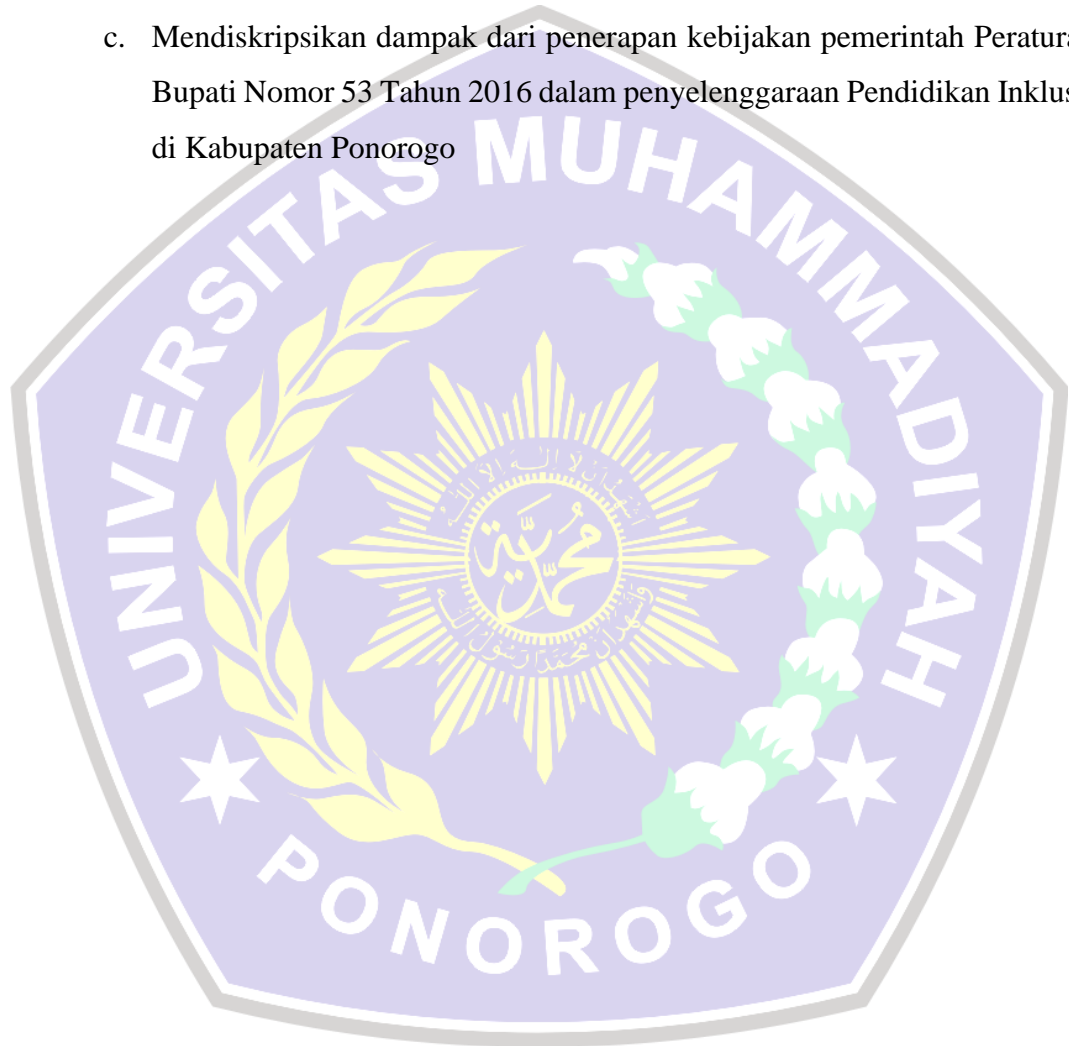 c. Mendiskripsikan dampak dari penerapan kebijakan pemerintah Peratura
Bupati Nomor 53 Tahun 2016 dalam penyelenggaraan Pendidikan Inklus
di Kabupaten Ponorogo
UNIVERSITAS MUHAMMADIYAH
PONOROGO